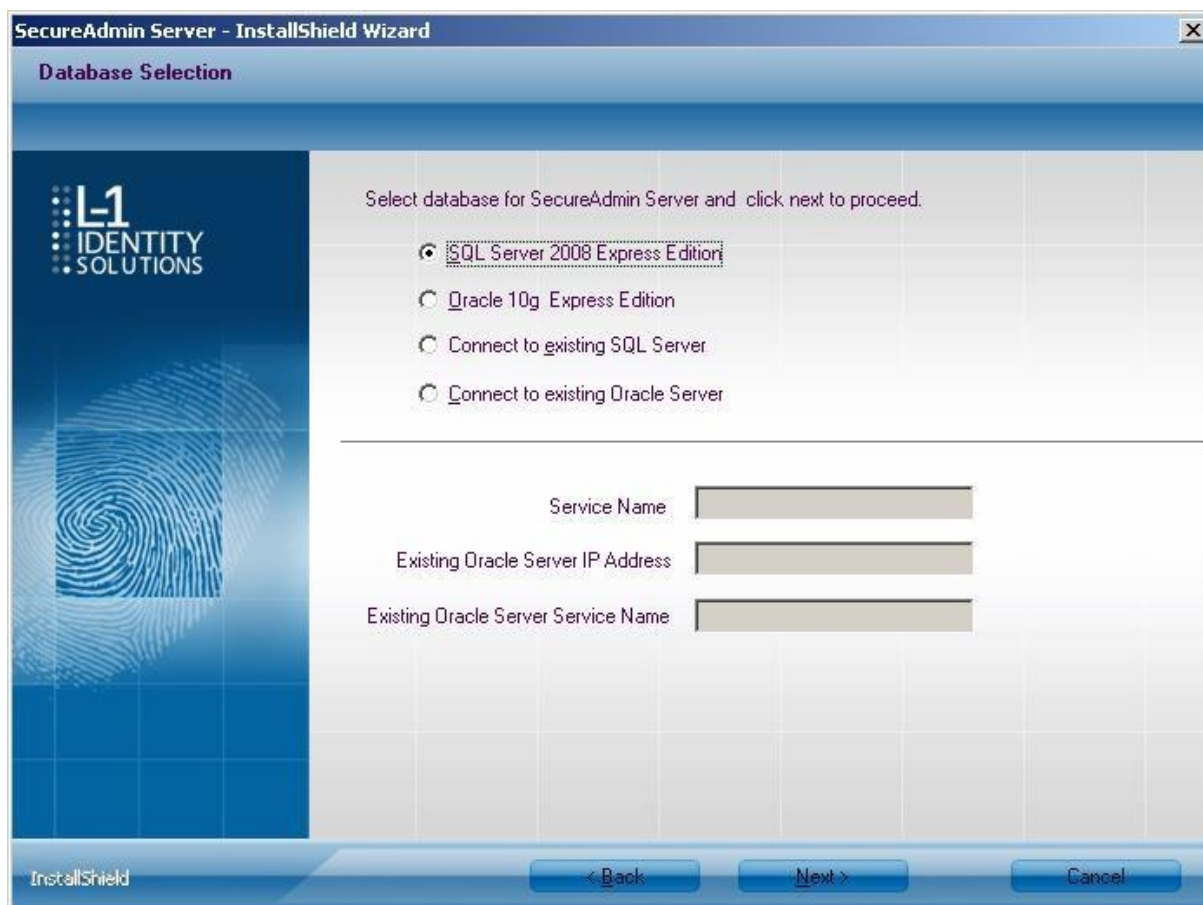 SecureAdmin Server - InstallShield Wizard
Database Selection
L-1
IDENTITY
SOLUTIONS
Select database for SecureAdmin Server and click next to proceed.
SQL Server 2008 Express Edition
Oracle 10g Express Edition
Connect to existing SQL Server
Connect to existing Oracle Server
Service Name
Existing Oracle Server IP Address
Existing Oracle Server Service Name
InstallShield
< Back
Next >
Cancel